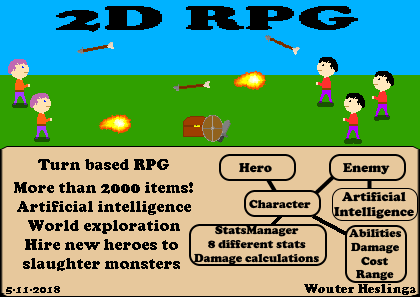 2D RPG
Turn based RPG
More than 2000 items!
Artificial intelligence
World exploration
Hire new heroes to
slaughter monsters
Hero
Enemy
Character
Artificial
Intelligence
StatsManager
8 different stats
Damage calculations
Abilities
Damage
Cost
Range
5-11-2018
Wouter Heslinga